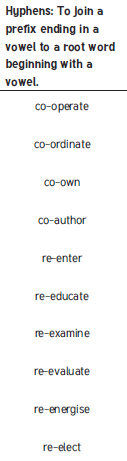 Hyphens: To join a
prefix ending in a
vowel to a root word
beginning with a
vowel.
co-operate
co-ordinate
co-own
co-author
re-enter
re-educate
re-examine
re-evaluate
re-energise
re-elect